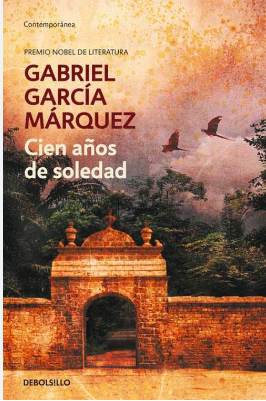 Contemporánea
PREMIO NOBEL DE LITERATURA
GABRIEL
GARCÍA
MÁRQUEZ
Cien años
de soledad
DEBOLSILLO